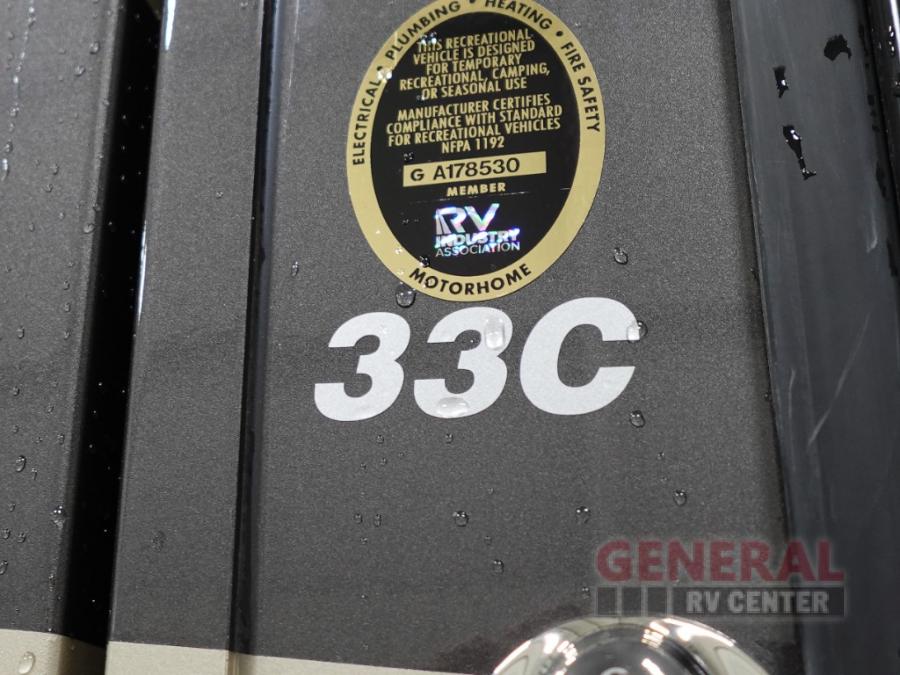 ELECTRICAL • PLUMBING • HEATING • FIRE SAFETY
THIS RECREATIONAL
VEHICLE IS DESIGNED
FOR TEMPORARY
RECREATIONAL, CAMPING,
OR SEASONAL USE
MANUFACTURER CERTIFIES
COMPLIANCE WITH STANDARD
FOR RECREATIONAL VEHICLES
NFPA 1192
G A178530
MEMBER
RV
INDUSTRY
ASSOCIATION
MOTORHOME
33C
GENERAL
RV CENTER